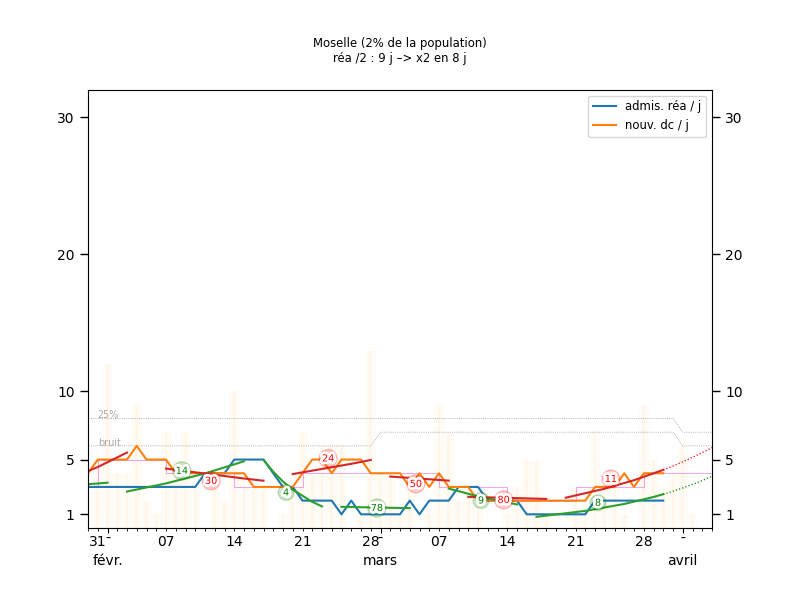 Moselle (2% de la population)
réa /2 : 9 j –> x2 en 8 j
admis. réa / j
nouv. dc / j
30 30
20 20
10 10
25%
bruit
5 5
14 30 4 24 78 50 9 80 8 11
1 1
31 07 14 21 28 07 14 21 28
févr. mars avril